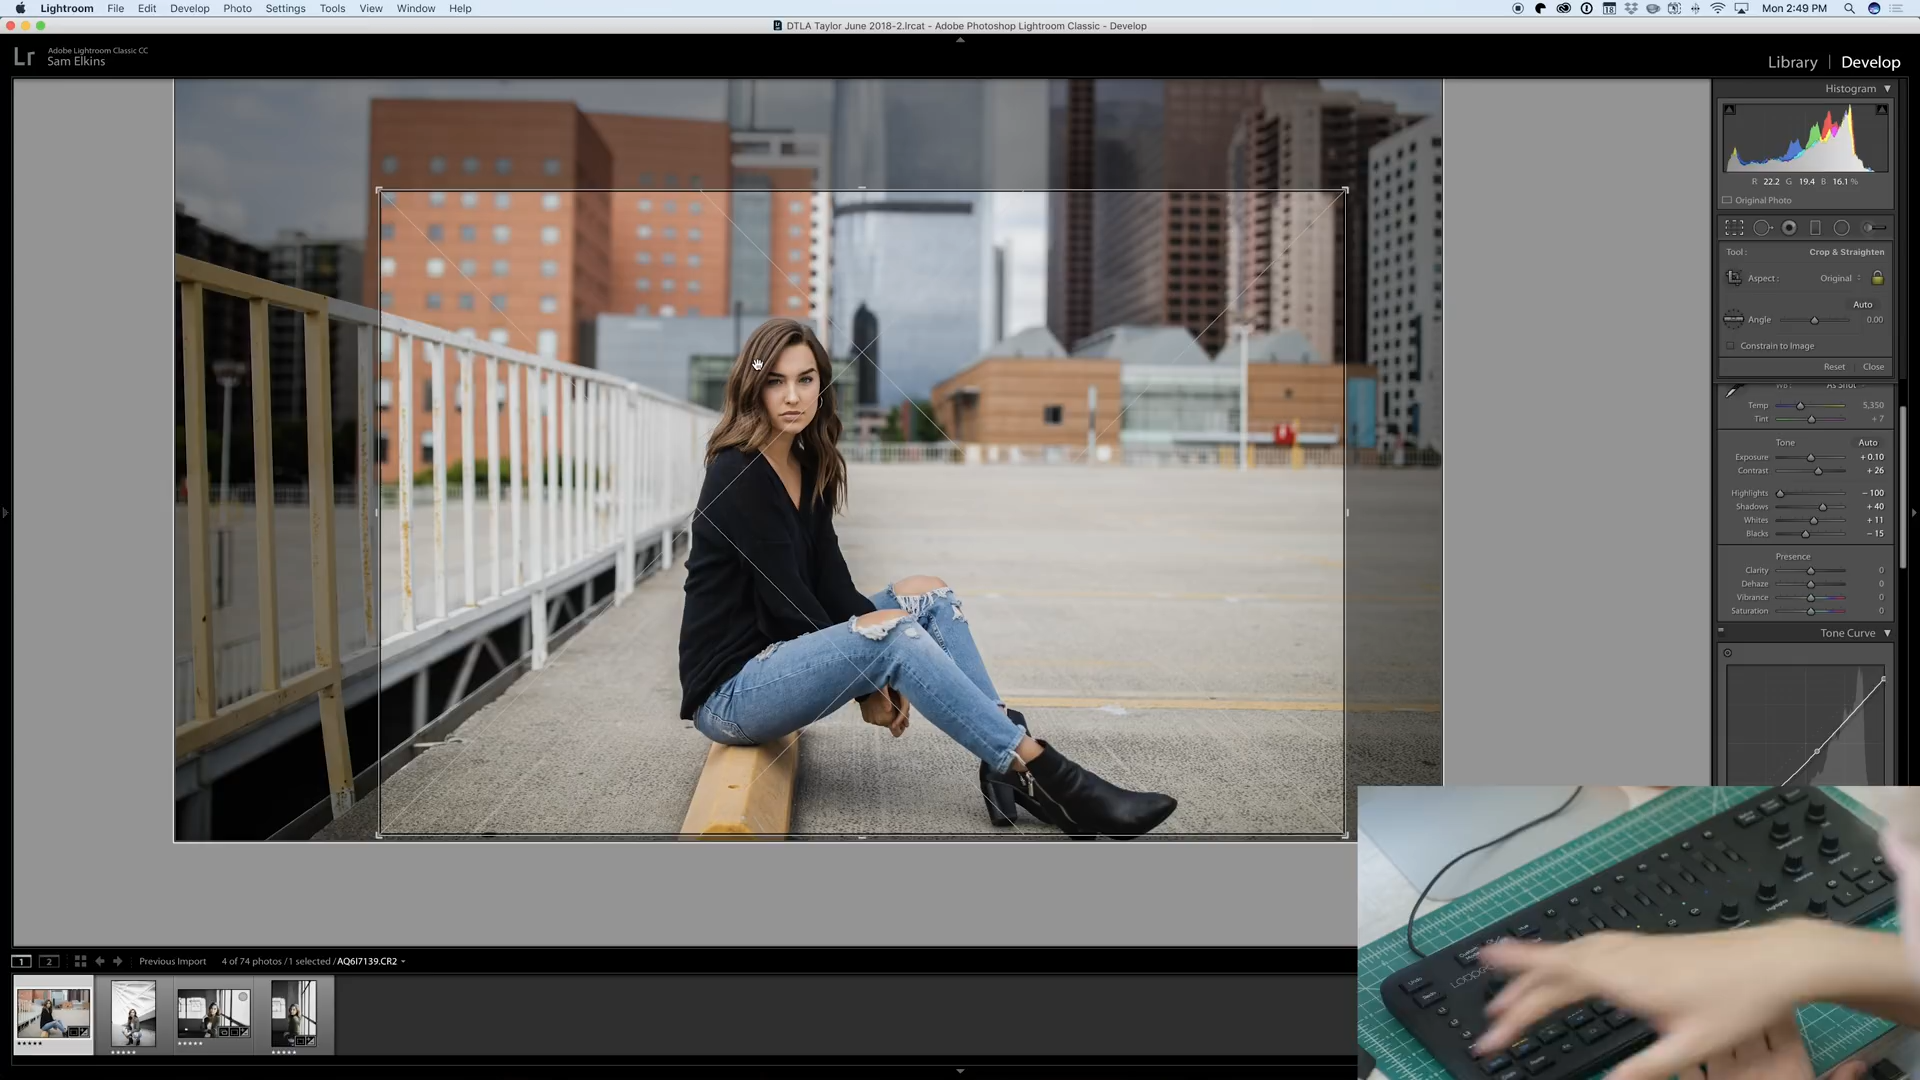 Lightroom File Edit Develop Photo Settings Tools View Window Help
18 Mon 2:49 PM
DTLA Taylor June 2018-2.lrcat - Adobe Photoshop Lightroom Classic - Develop
Lr
Adobe Lightroom Classic CC
Sam Elkins
Library | Develop
Histogram
R 22.2 G 19.4 B 16.1 %
Original Photo
Tool : Crop & Straighten
Aspect : Original
Auto
Angle 0.00
Constrain to Image
Reset Close
WB: As Shot
Temp 5,350
Tint + 7
Tone Auto
Exposure + 0.10
Contrast + 26
Highlights − 100
Shadows + 40
Whites + 11
Blacks − 15
Presence
Clarity 0
Dehaze 0
Vibrance 0
Saturation 0
Tone Curve
1 2 Previous Import 4 of 74 photos / 1 selected / AQ6I7139.CR2